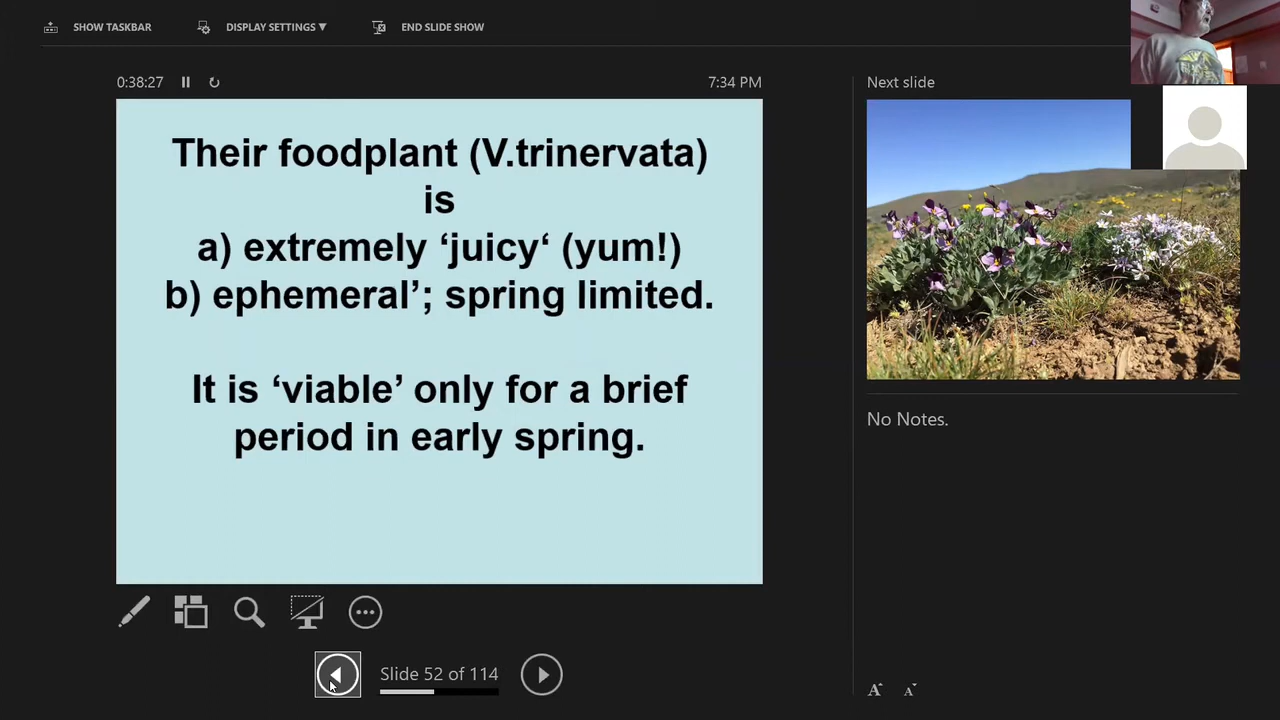 SHOW TASKBAR
DISPLAY SETTINGS ▼
END SLIDE SHOW
0:38:27
7:34 PM
Their foodplant (V.trinervata)
is
a) extremely ‘juicy‘ (yum!)
b) ephemeral’; spring limited.
It is ‘viable’ only for a brief
period in early spring.
Slide 52 of 114
Next slide
No Notes.
A
A